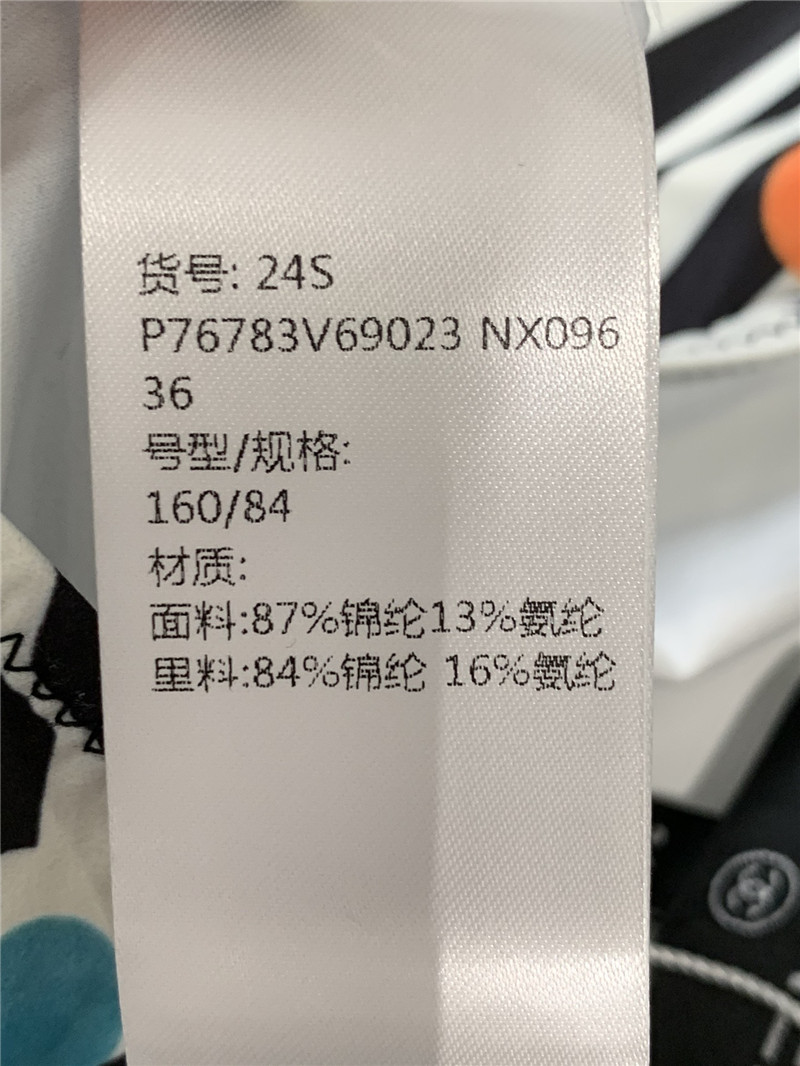 货号: 24S
P76783V69023 NX096
36
号型/规格:
160/84
材质:
面料:87%锦纶13%氨纶
里料:84%锦纶 16%氨纶